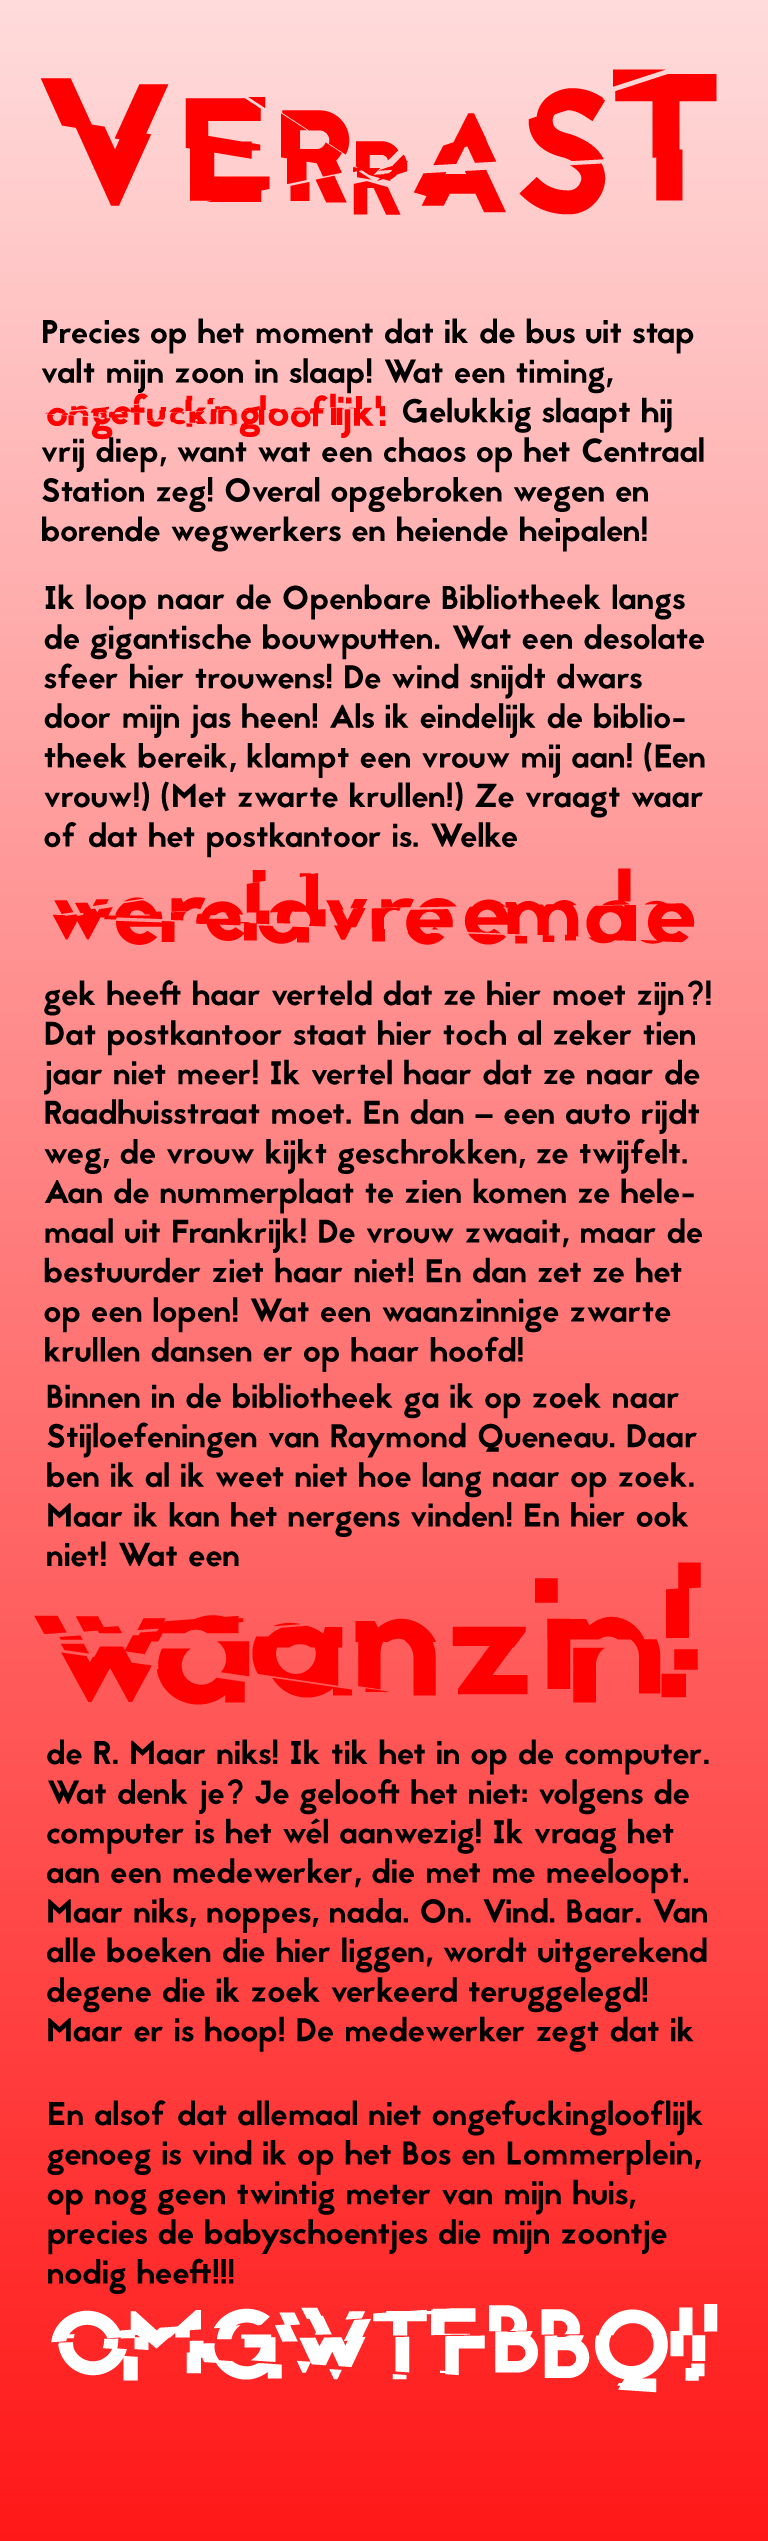 VERRAST
Precies op het moment dat ik de bus uit stap
valt mijn zoon in slaap! Wat een timing,
ongefuckinglooflijk! Gelukkig slaapt hij
vrij diep, want wat een chaos op het Centraal
Station zeg! Overal opgebroken wegen en
borende wegwerkers en heiende heipalen!
Ik loop naar de Openbare Bibliotheek langs
de gigantische bouwputten. Wat een desolate
sfeer hier trouwens! De wind snijdt dwars
door mijn jas heen! Als ik eindelijk de biblio-
theek bereik, klampt een vrouw mij aan! (Een
vrouw!) (Met zwarte krullen!) Ze vraagt waar
of dat het postkantoor is. Welke
wereldvreemde
gek heeft haar verteld dat ze hier moet zijn?!
Dat postkantoor staat hier toch al zeker tien
jaar niet meer! Ik vertel haar dat ze naar de
Raadhuisstraat moet. En dan – een auto rijdt
weg, de vrouw kijkt geschrokken, ze twijfelt.
Aan de nummerplaat te zien komen ze hele-
maal uit Frankrijk! De vrouw zwaait, maar de
bestuurder ziet haar niet! En dan zet ze het
op een lopen! Wat een waanzinnige zwarte
krullen dansen er op haar hoofd!
Binnen in de bibliotheek ga ik op zoek naar
Stijloefeningen van Raymond Queneau. Daar
ben ik al ik weet niet hoe lang naar op zoek.
Maar ik kan het nergens vinden! En hier ook
niet! Wat een
waanzin!
de R. Maar niks! Ik tik het in op de computer.
Wat denk je? Je gelooft het niet: volgens de
computer is het wél aanwezig! Ik vraag het
aan een medewerker, die met me meeloopt.
Maar niks, noppes, nada. On. Vind. Baar. Van
alle boeken die hier liggen, wordt uitgerekend
degene die ik zoek verkeerd teruggelegd!
Maar er is hoop! De medewerker zegt dat ik
En alsof dat allemaal niet ongefuckinglooflijk
genoeg is vind ik op het Bos en Lommerplein,
op nog geen twintig meter van mijn huis,
precies de babyschoentjes die mijn zoontje
nodig heeft!!!
OMGWTFBBQ!!